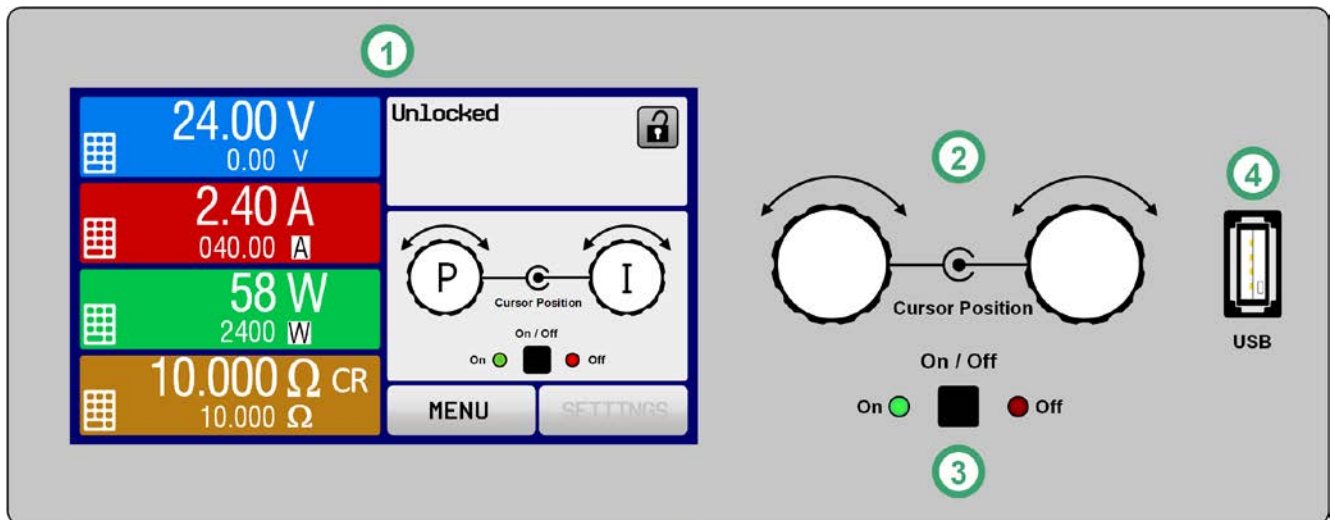 1
24.00 V
0.00 V
2.40 A
040.00 A
58 W
2400 W
10.000 Ω CR
10.000 Ω
Unlocked
P
I
Cursor Position
On / Off
On
Off
MENU
SETTINGS
2
Cursor Position
On / Off
On
Off
3
4
USB